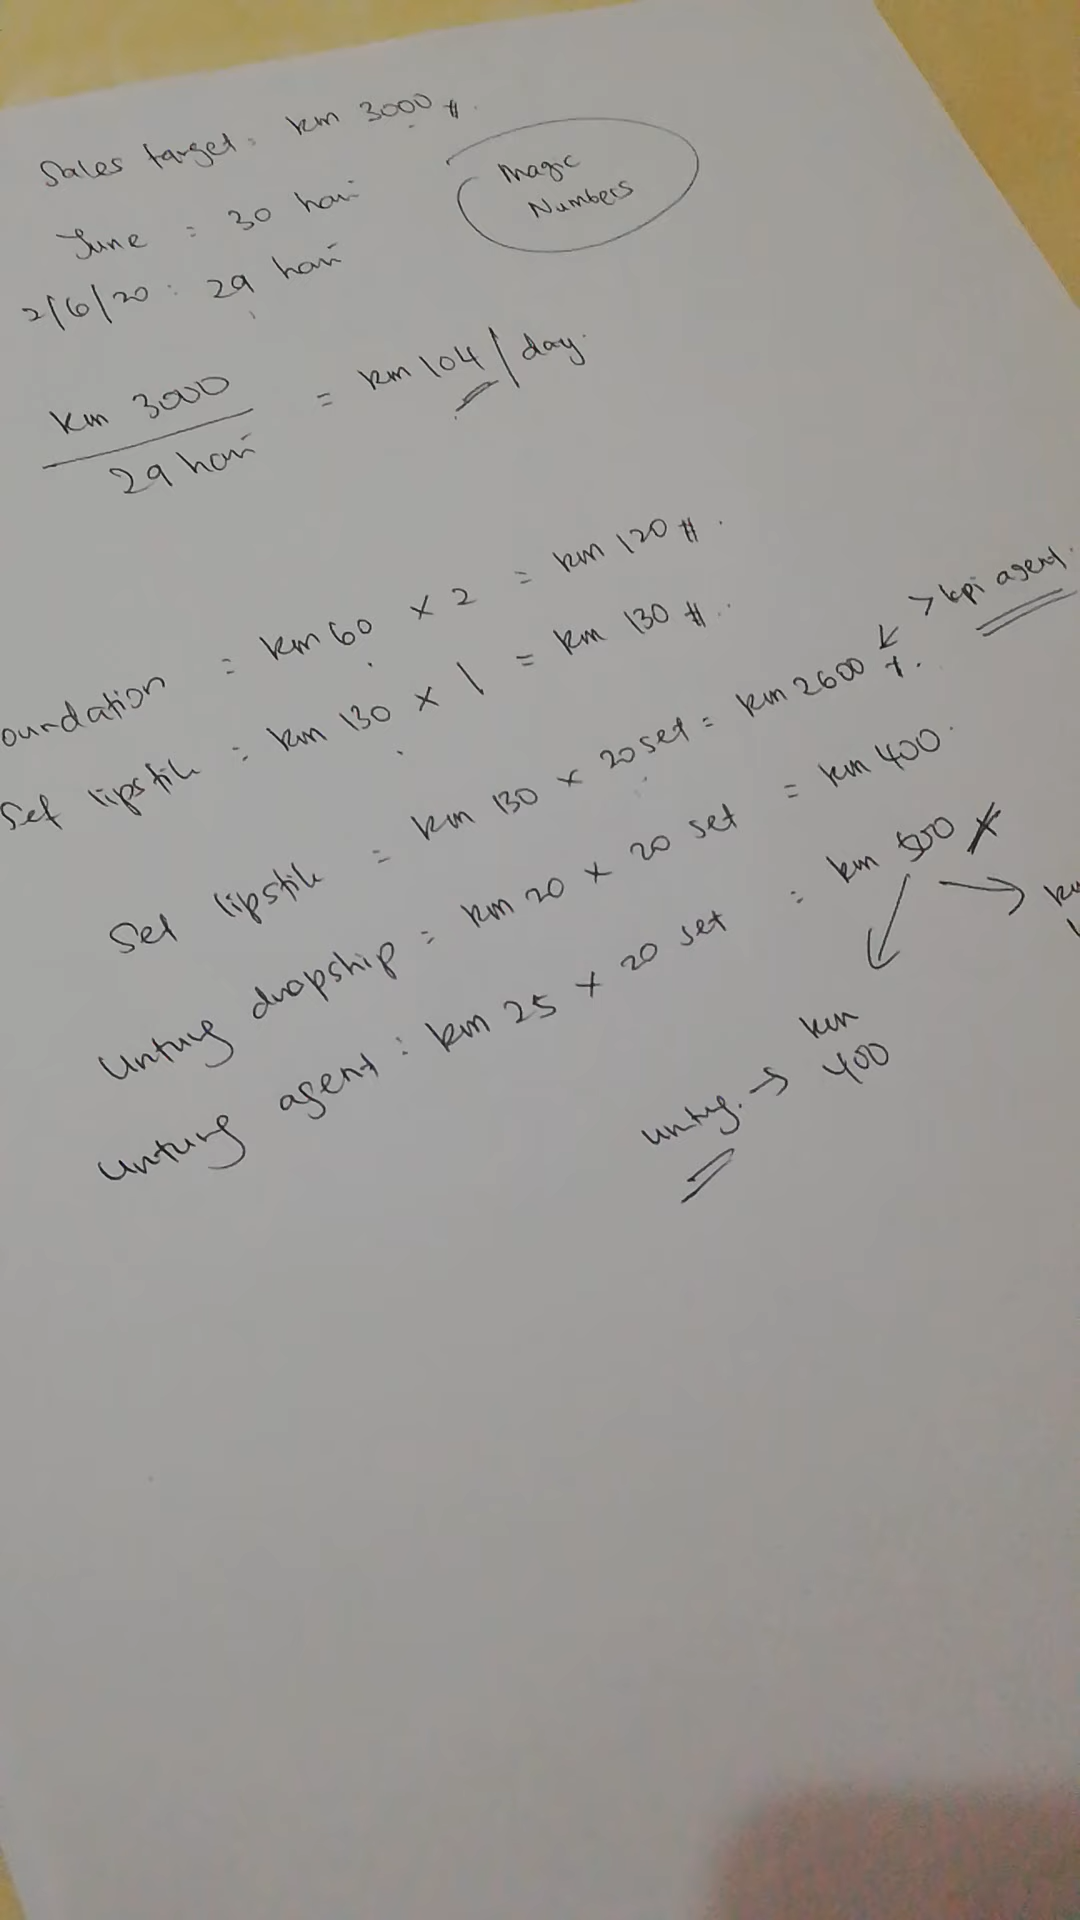 Sales target : RM 3000 #.
Magic
Numbers
June = 30 hari
2/6/20 : 29 hari
RM 3000
29 hari
= RM 104 / day.
oundation = RM 60 x 2 = RM 120 #.
Set lipstik = RM 130 x 1 = RM 130 #.
> kpi agent.
Set lipstik = RM 130 x 20 set = RM 2600
Untung dropship = RM 20 x 20 set = RM 400.
Untung agent : RM 25 x 20 set = RM 500
untung. → RM
400